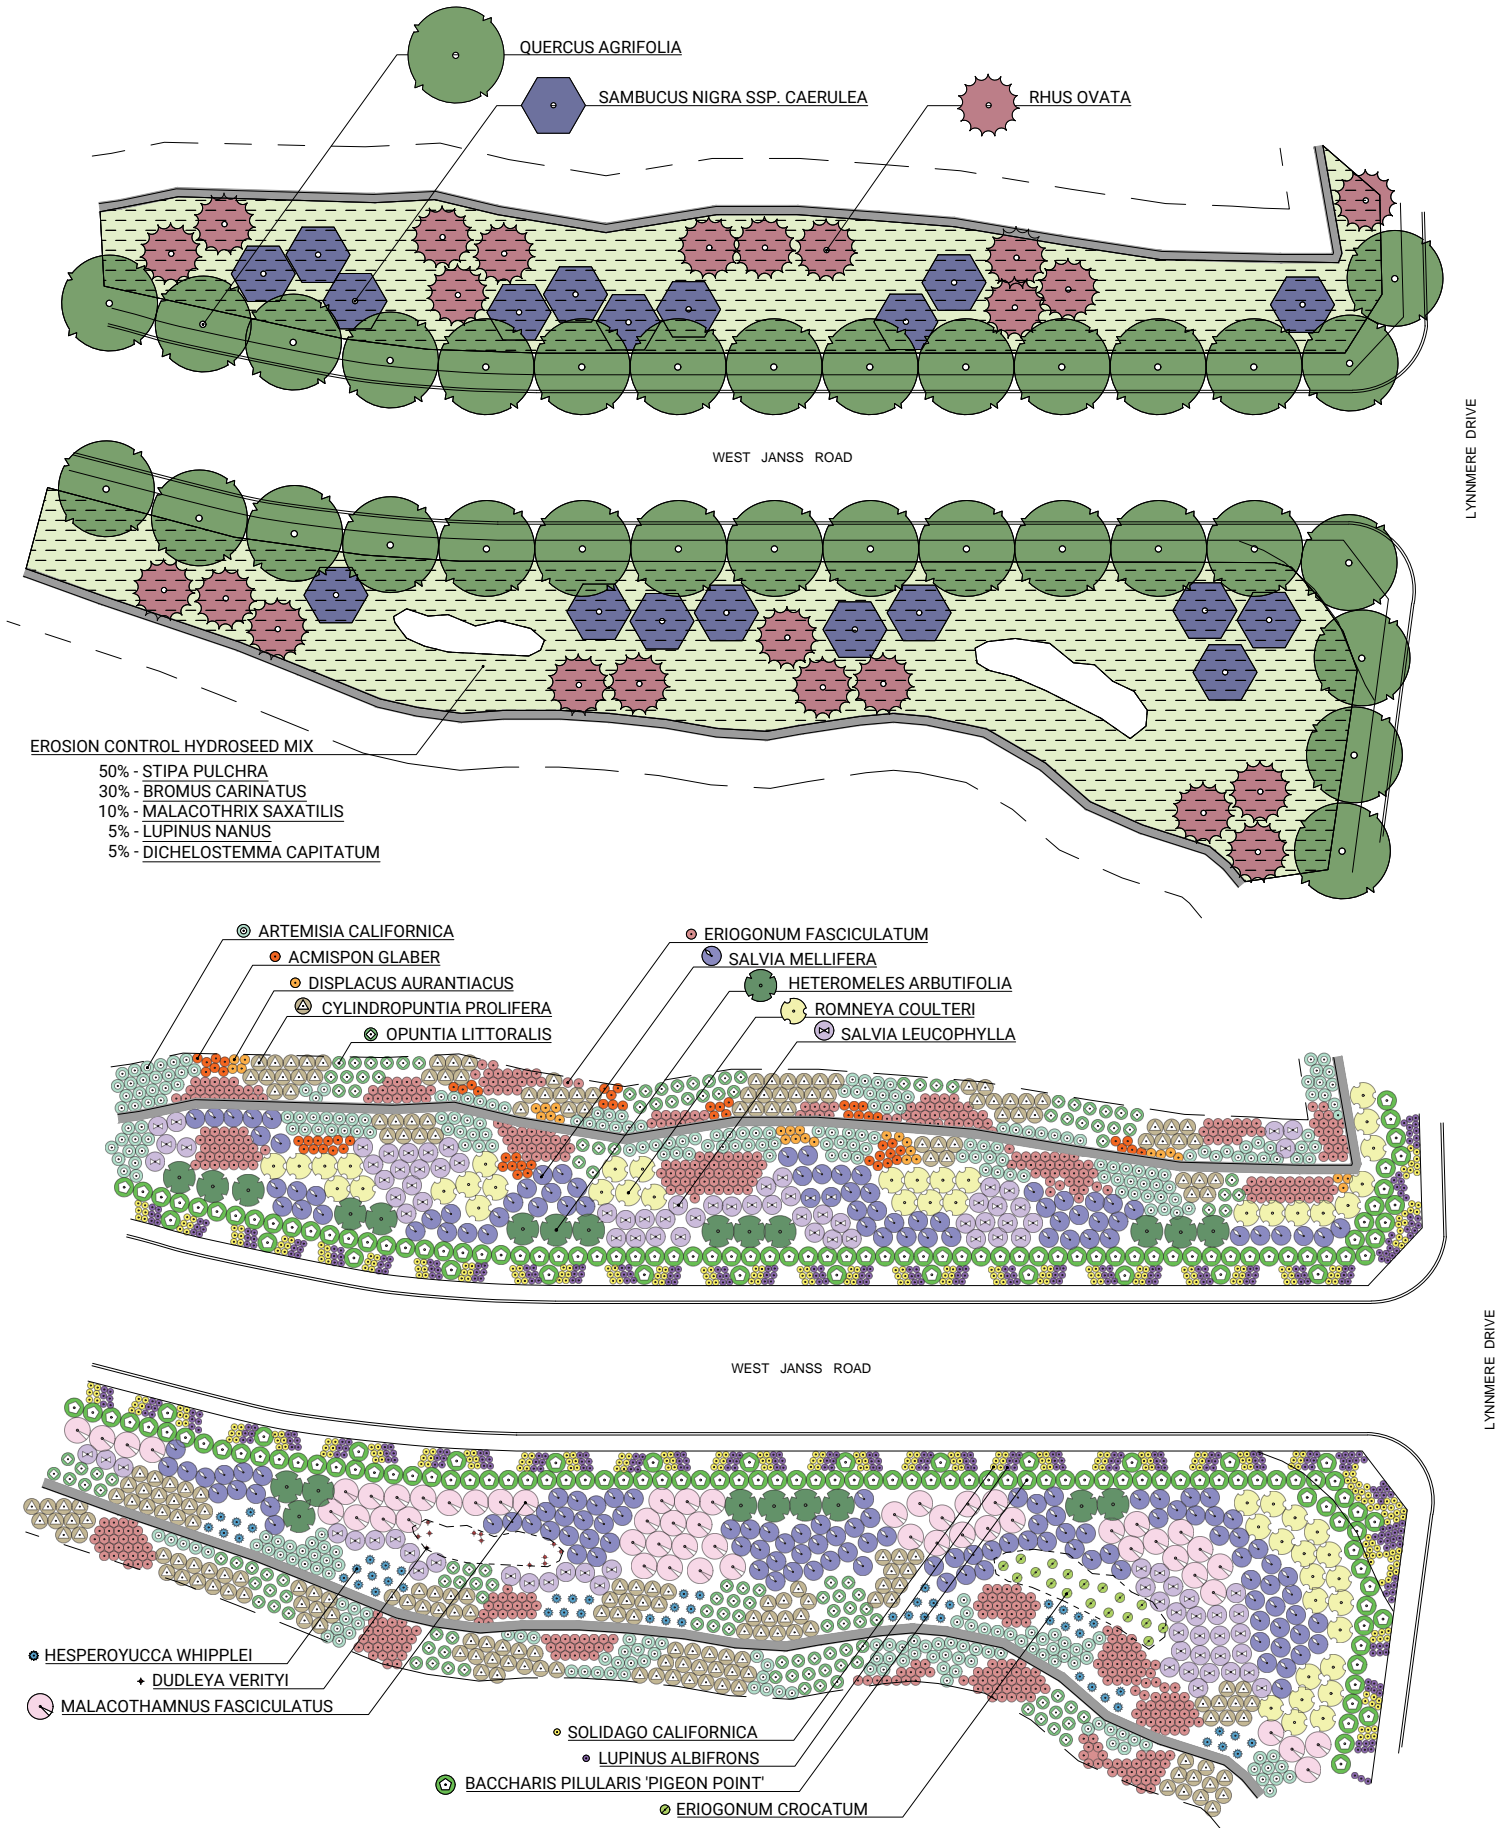 QUERCUS AGRIFOLIA
SAMBUCUS NIGRA SSP. CAERULEA
RHUS OVATA
LYNNMERE DRIVE
WEST JANSS ROAD
EROSION CONTROL HYDROSEED MIX
50% - STIPA PULCHRA
30% - BROMUS CARINATUS
10% - MALACOTHRIX SAXATILIS
5% - LUPINUS NANUS
5% - DICHELOSTEMMA CAPITATUM
ARTEMISIA CALIFORNICA
ACMISPON GLABER
DISPLACUS AURANTIACUS
CYLINDROPUNTIA PROLIFERA
OPUNTIA LITTORALIS
ERIOGONUM FASCICULATUM
SALVIA MELLIFERA
HETEROMELES ARBUTIFOLIA
ROMNEYA COULTERI
SALVIA LEUCOPHYLLA
LYNNMERE DRIVE
WEST JANSS ROAD
HESPEROYUCCA WHIPPLEI
DUDLEYA VERITYI
MALACOTHAMNUS FASCICULATUS
SOLIDAGO CALIFORNICA
LUPINUS ALBIFRONS
BACCHARIS PILULARIS 'PIGEON POINT'
ERIOGONUM CROCATUM